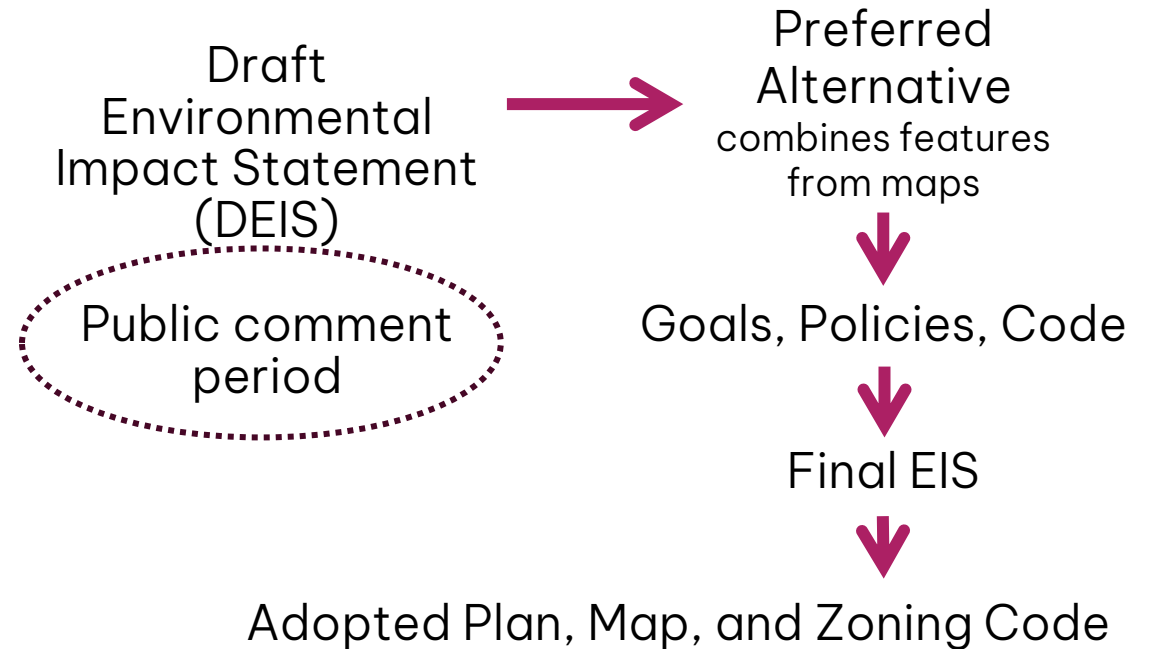 Draft
Environmental
Impact Statement
(DEIS)
Public comment
period
Preferred
Alternative
combines features
from maps
Goals, Policies, Code
Final EIS
Adopted Plan, Map, and Zoning Code